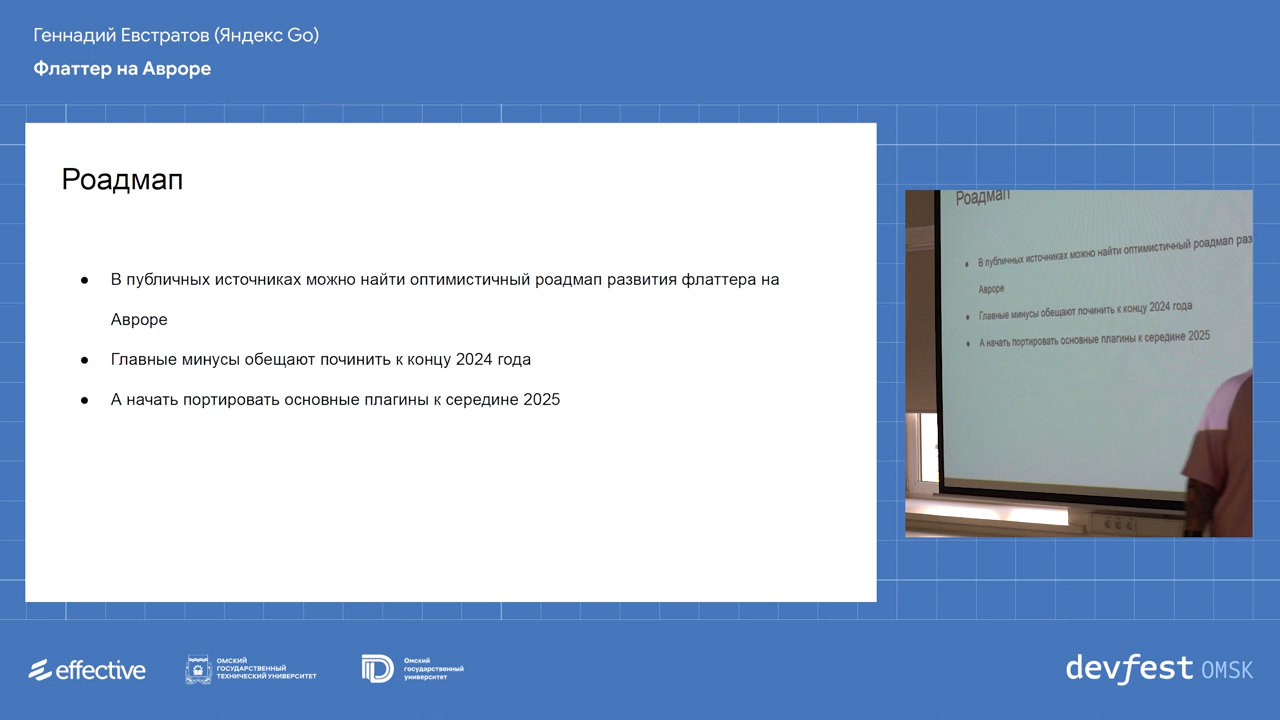 Геннадий Евстратов (Яндекс Go)
Флаттер на Авроре
Роадмап
● В публичных источниках можно найти оптимистичный роадмап развития флаттера на
Авроре
● Главные минусы обещают починить к концу 2024 года
● А начать портировать основные плагины к середине 2025
Роадмап
● В публичных источниках можно найти оптимистичный роадмап раз
Авроре
● Главные минусы обещают починить к концу 2024 года
● А начать портировать основные плагины к середине 2025
effective
ОМСКИЙ
ГОСУДАРСТВЕННЫЙ
ТЕХНИЧЕСКИЙ УНИВЕРСИТЕТ
Омский
государственный
университет
devfest OMSK